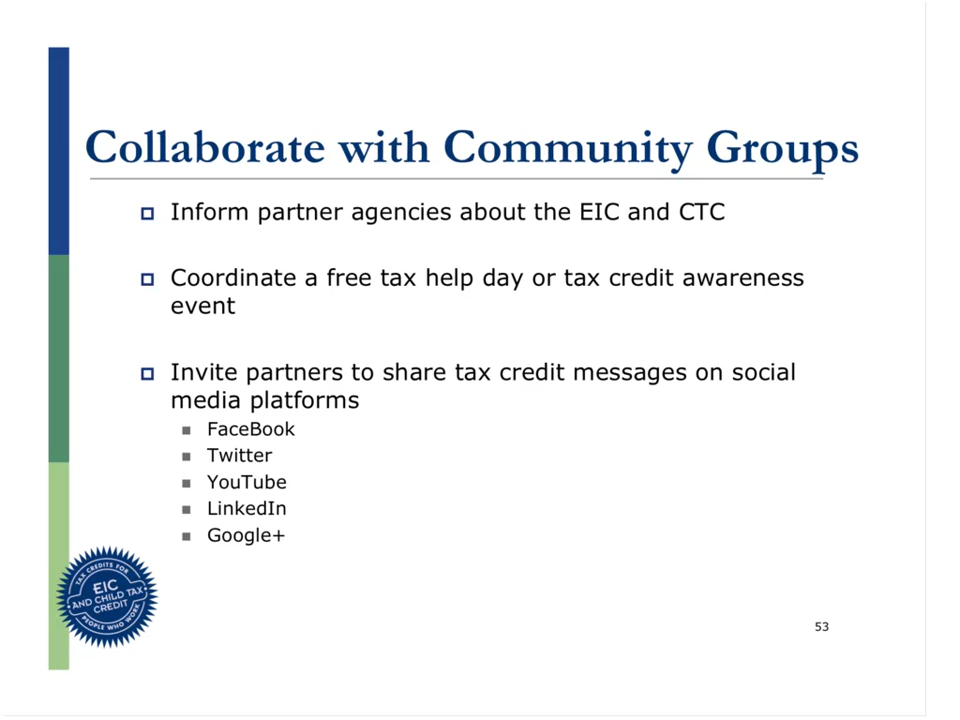 Collaborate with Community Groups
Inform partner agencies about the EIC and CTC
Coordinate a free tax help day or tax credit awareness
event
Invite partners to share tax credit messages on social
media platforms
FaceBook
Twitter
YouTube
LinkedIn
Google+
TAX CREDITS FOR
EIC
AND CHILD TAX
CREDIT
PEOPLE WHO WORK
53